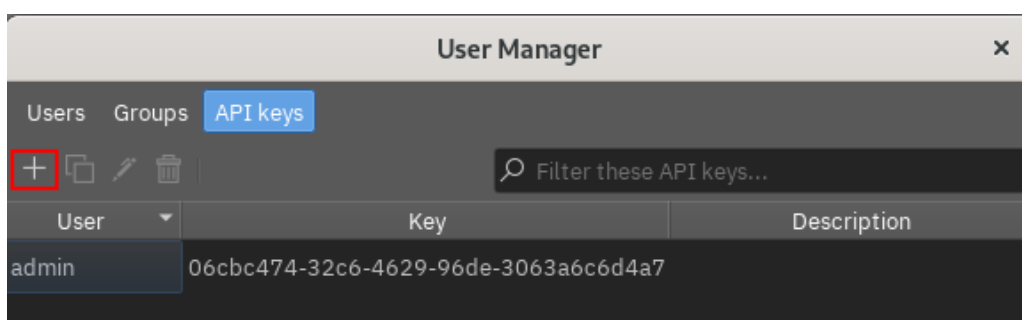 User Manager ×
Users Groups API keys
Filter these API keys...
User Key Description
admin 06cbc474-32c6-4629-96de-3063a6c6d4a7